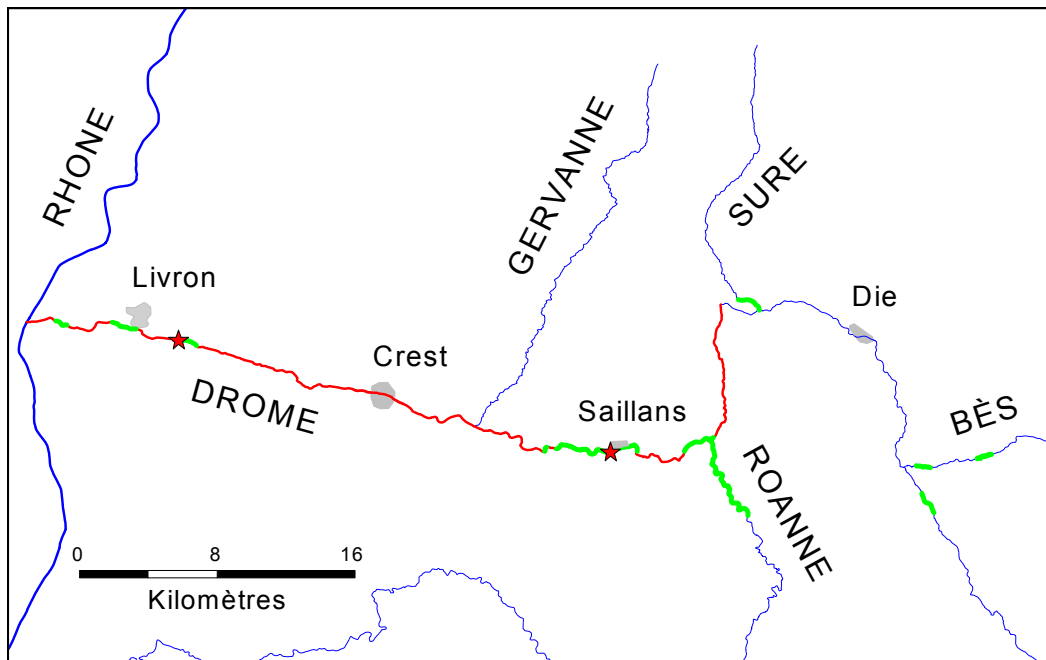 RHONE
GERVANNE
SURE
Livron
Die
Crest
DROME
Saillans
BÈS
ROANNE
0 8 16
Kilomètres